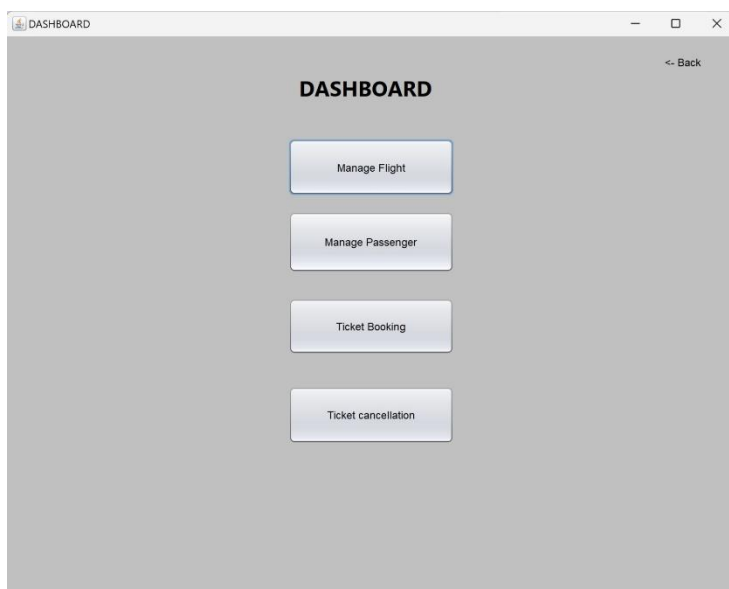 DASHBOARD
<- Back
DASHBOARD
Manage Flight
Manage Passenger
Ticket Booking
Ticket cancellation